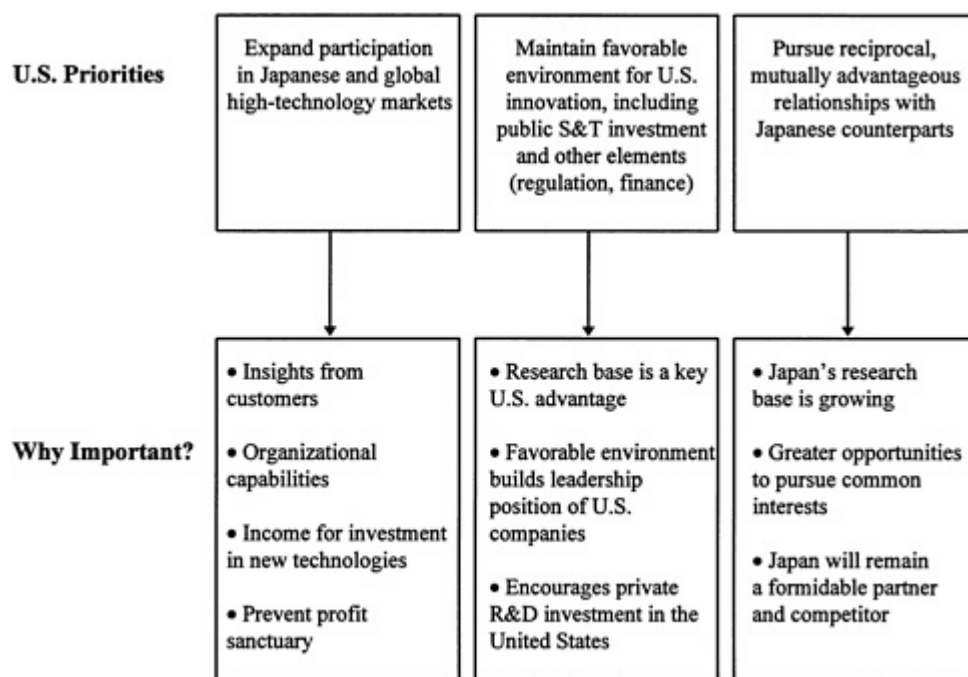 U.S. Priorities
Expand participation
in Japanese and global
high-technology markets
Maintain favorable
environment for U.S.
innovation, including
public S&T investment
and other elements
(regulation, finance)
Pursue reciprocal,
mutually advantageous
relationships with
Japanese counterparts
Why Important?
• Insights from
customers
• Organizational
capabilities
• Income for investment
in new technologies
• Prevent profit
sanctuary
• Research base is a key
U.S. advantage
• Favorable environment
builds leadership
position of U.S.
companies
• Encourages private
R&D investment in the
United States
• Japan's research
base is growing
• Greater opportunities
to pursue common
interests
• Japan will remain
a formidable partner
and competitor